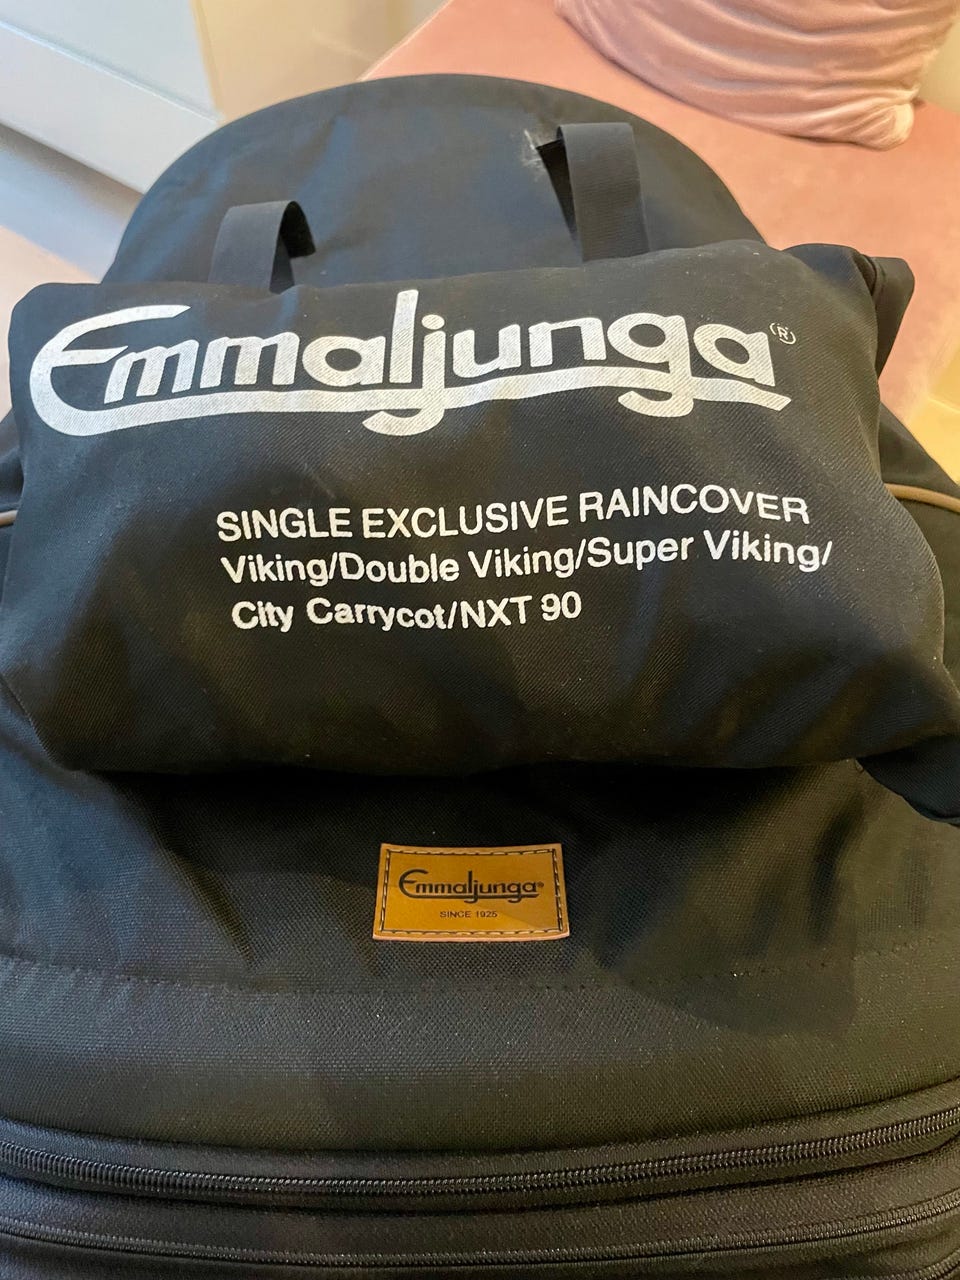 Emmaljunga®
SINGLE EXCLUSIVE RAINCOVER
Viking/Double Viking/Super Viking/
City Carrycot/NXT 90
Emmaljunga®
SINCE 1925